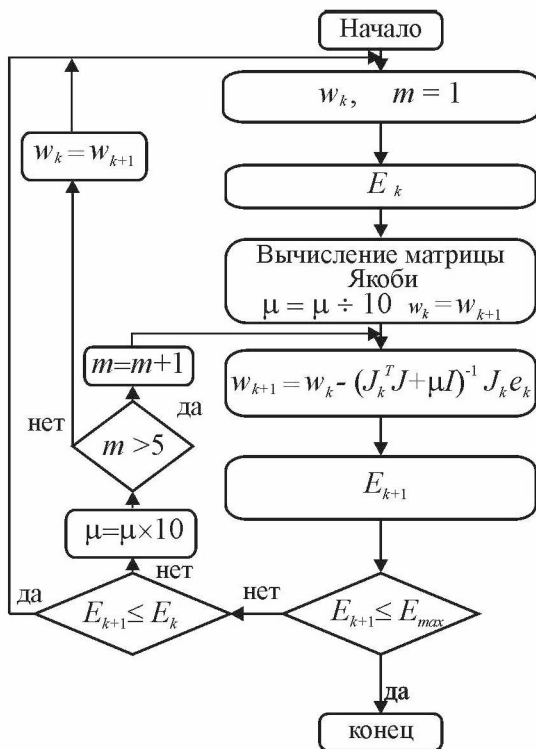 Начало
w_k, m = 1
E_k
Вычисление матрицы
Якоби
μ = μ ÷ 10 w_k = w_{k+1}
w_{k+1} = w_k - (J_k^T J + μI)^{-1} J_k e_k
E_{k+1}
E_{k+1} ≤ E_{max}
да
конец
нет
E_{k+1} ≤ E_k
да
нет
μ=μ×10
m >5
да
нет
m=m+1
w_k = w_{k+1}